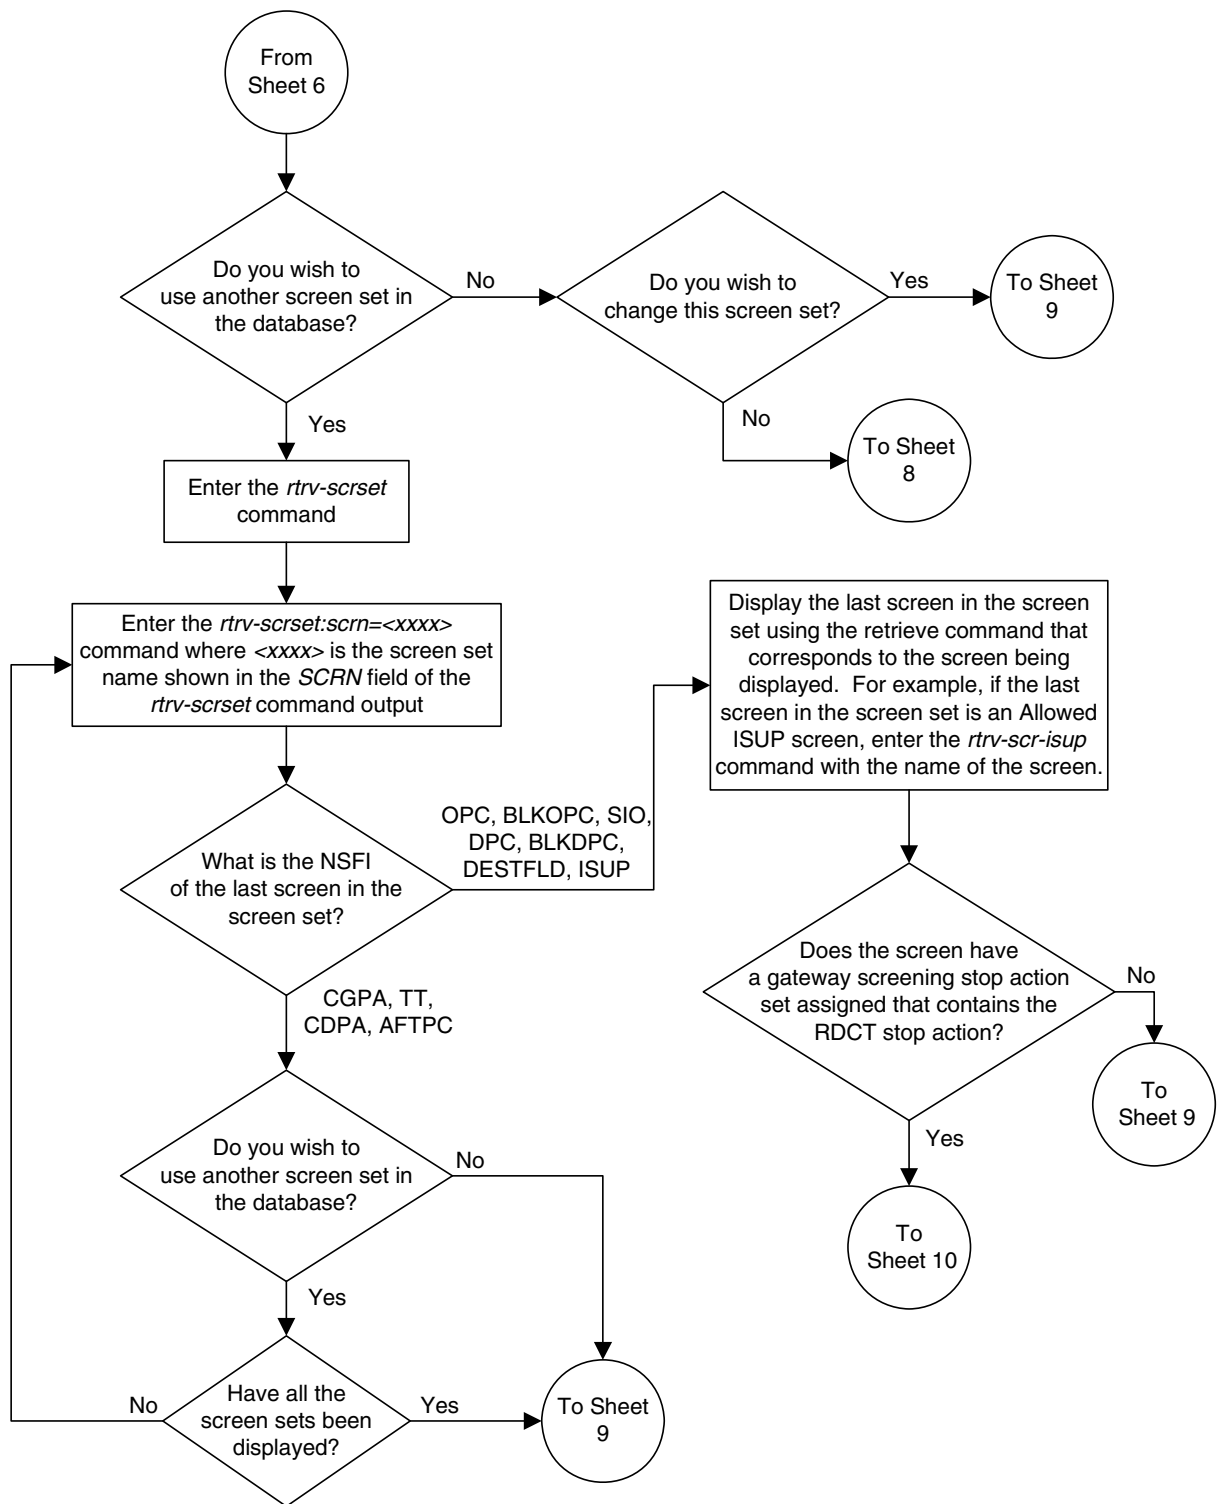 From
Sheet 6
Do you wish to
use another screen set in
the database?
No
Do you wish to
change this screen set?
Yes
To Sheet
9
No
To Sheet
8
Yes
Enter the rtrv-scrset
command
Enter the rtrv-scrset:scrn=<xxxx>
command where <xxxx> is the screen set
name shown in the SCRN field of the
rtrv-scrset command output
Display the last screen in the screen
set using the retrieve command that
corresponds to the screen being
displayed.  For example, if the last
screen in the screen set is an Allowed
ISUP screen, enter the rtrv-scr-isup
command with the name of the screen.
What is the NSFI
of the last screen in the
screen set?
OPC, BLKOPC, SIO,
DPC, BLKDPC,
DESTFLD, ISUP
CGPA, TT,
CDPA, AFTPC
Does the screen have
a gateway screening stop action
set assigned that contains the
RDCT stop action?
No
To
Sheet 9
Yes
To
Sheet 10
Do you wish to
use another screen set in
the database?
No
Yes
Have all the
screen sets been
displayed?
No
Yes
To Sheet
9